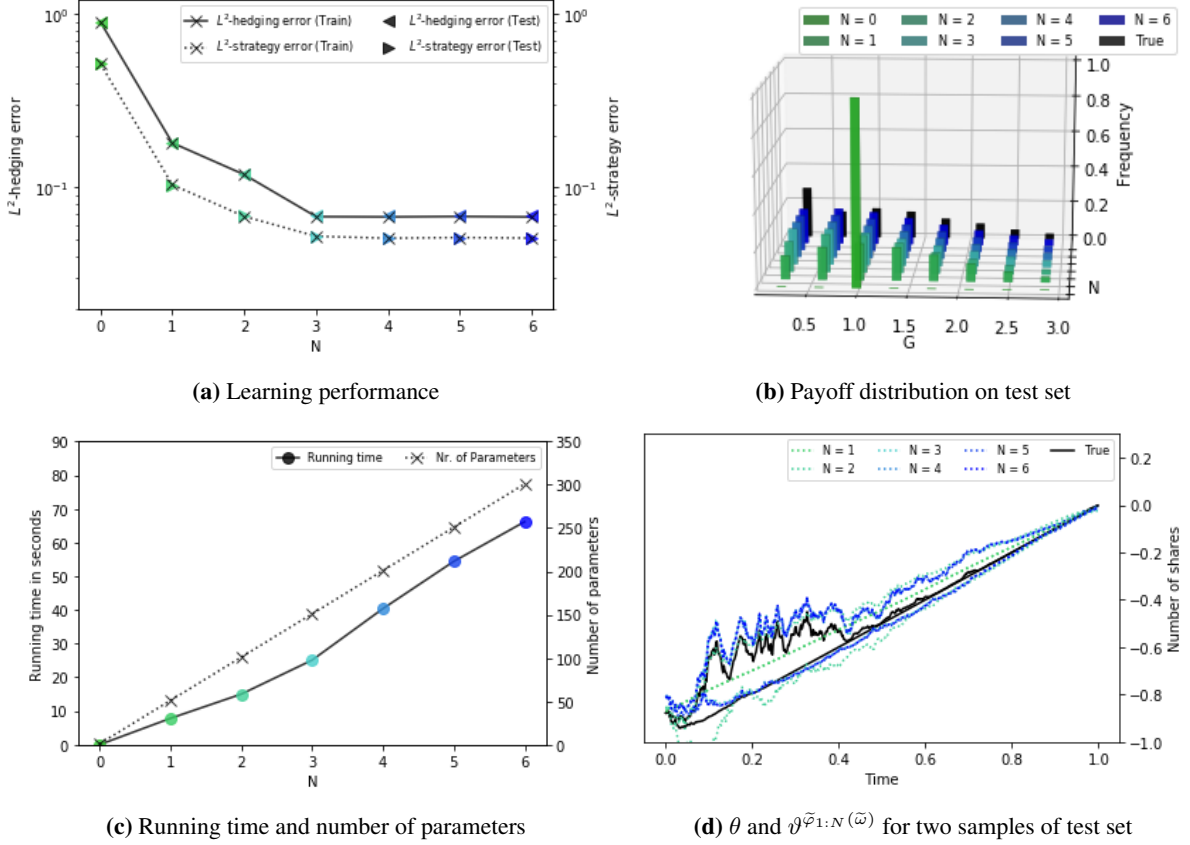 L²-hedging error (Train)
L²-strategy error (Train)
L²-hedging error (Test)
L²-strategy error (Test)
10⁰
10⁻¹
L²-hedging error
10⁰
10⁻¹
L²-strategy error
0 1 2 3 4 5 6
N
(a) Learning performance
N = 0
N = 1
N = 2
N = 3
N = 4
N = 5
N = 6
True
1.0
0.8
0.6
0.4
0.2
0.0
Frequency
N
0.5 1.0 1.5 2.0 2.5 3.0
G
(b) Payoff distribution on test set
Running time
Nr. of Parameters
90
80
70
60
50
40
30
20
10
0
Running time in seconds
350
300
250
200
150
100
50
0
Number of parameters
0 1 2 3 4 5 6
N
(c) Running time and number of parameters
N = 1
N = 2
N = 3
N = 4
N = 5
N = 6
True
0.2
0.0
−0.2
−0.4
−0.6
−0.8
−1.0
Number of shares
0.0 0.2 0.4 0.6 0.8 1.0
Time
(d) θ and ϑ^{φ̃_{1:N}(ω̃)} for two samples of test set